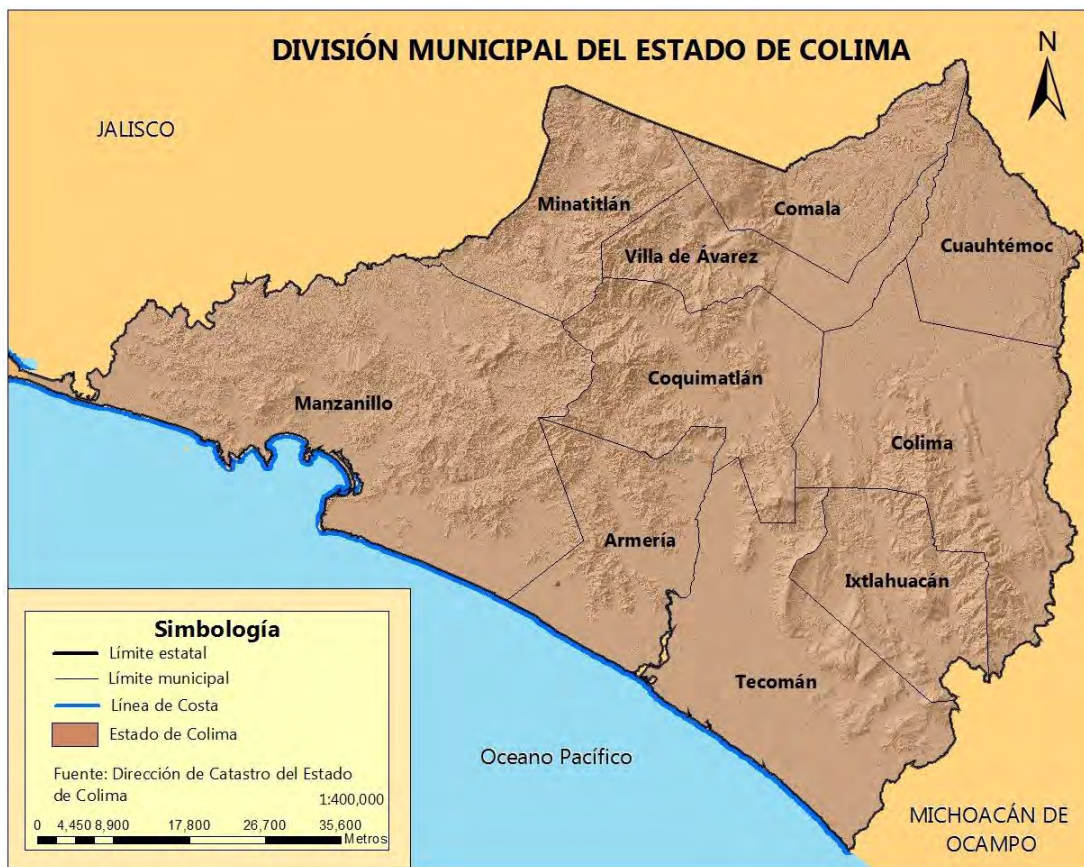 DIVISIÓN MUNICIPAL DEL ESTADO DE COLIMA
N
JALISCO
Minatitlán
Comala
Villa de Ávarez
Cuauhtémoc
Coquimatlán
Manzanillo
Colima
Armería
Ixtlahuacán
Tecomán
Oceano Pacífico
MICHOACÁN DE
OCAMPO
Simbología
Límite estatal
Límite municipal
Línea de Costa
Estado de Colima
Fuente: Dirección de Catastro del Estado
de Colima
1:400,000
0 4,450 8,900 17,800 26,700 35,600
Metros